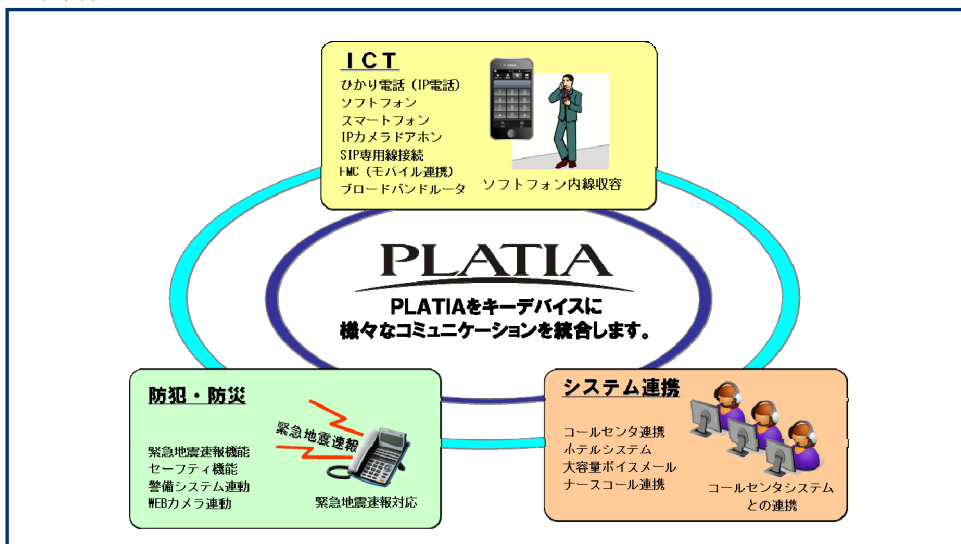 ICT
ひかり電話（IP電話）
ソフトフォン
スマートフォン
IPカメラドアホン
SIP専用線接続
FMC（モバイル連携）
ブロードバンドルータ
ソフトフォン内線収容
PLATIA
PLATIAをキーデバイスに
様々なコミュニケーションを統合します。
防犯・防災
緊急地震速報機能
セーフティ機能
警備システム連動
WEBカメラ連動
緊急地震速報
緊急地震速報対応
システム連携
コールセンタ連携
ホテルシステム
大容量ボイスメール
ナースコール連携
コールセンタシステム
との連携